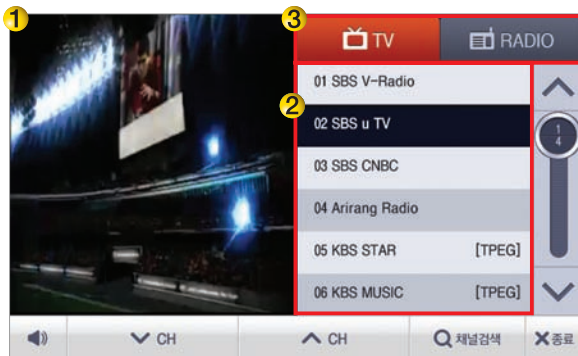 1
3
TV
RADIO
01 SBS V-Radio
2
02 SBS u TV
1
4
03 SBS CNBC
04 Arirang Radio
05 KBS STAR [TPEG]
06 KBS MUSIC [TPEG]
CH
CH
채널검색
종료